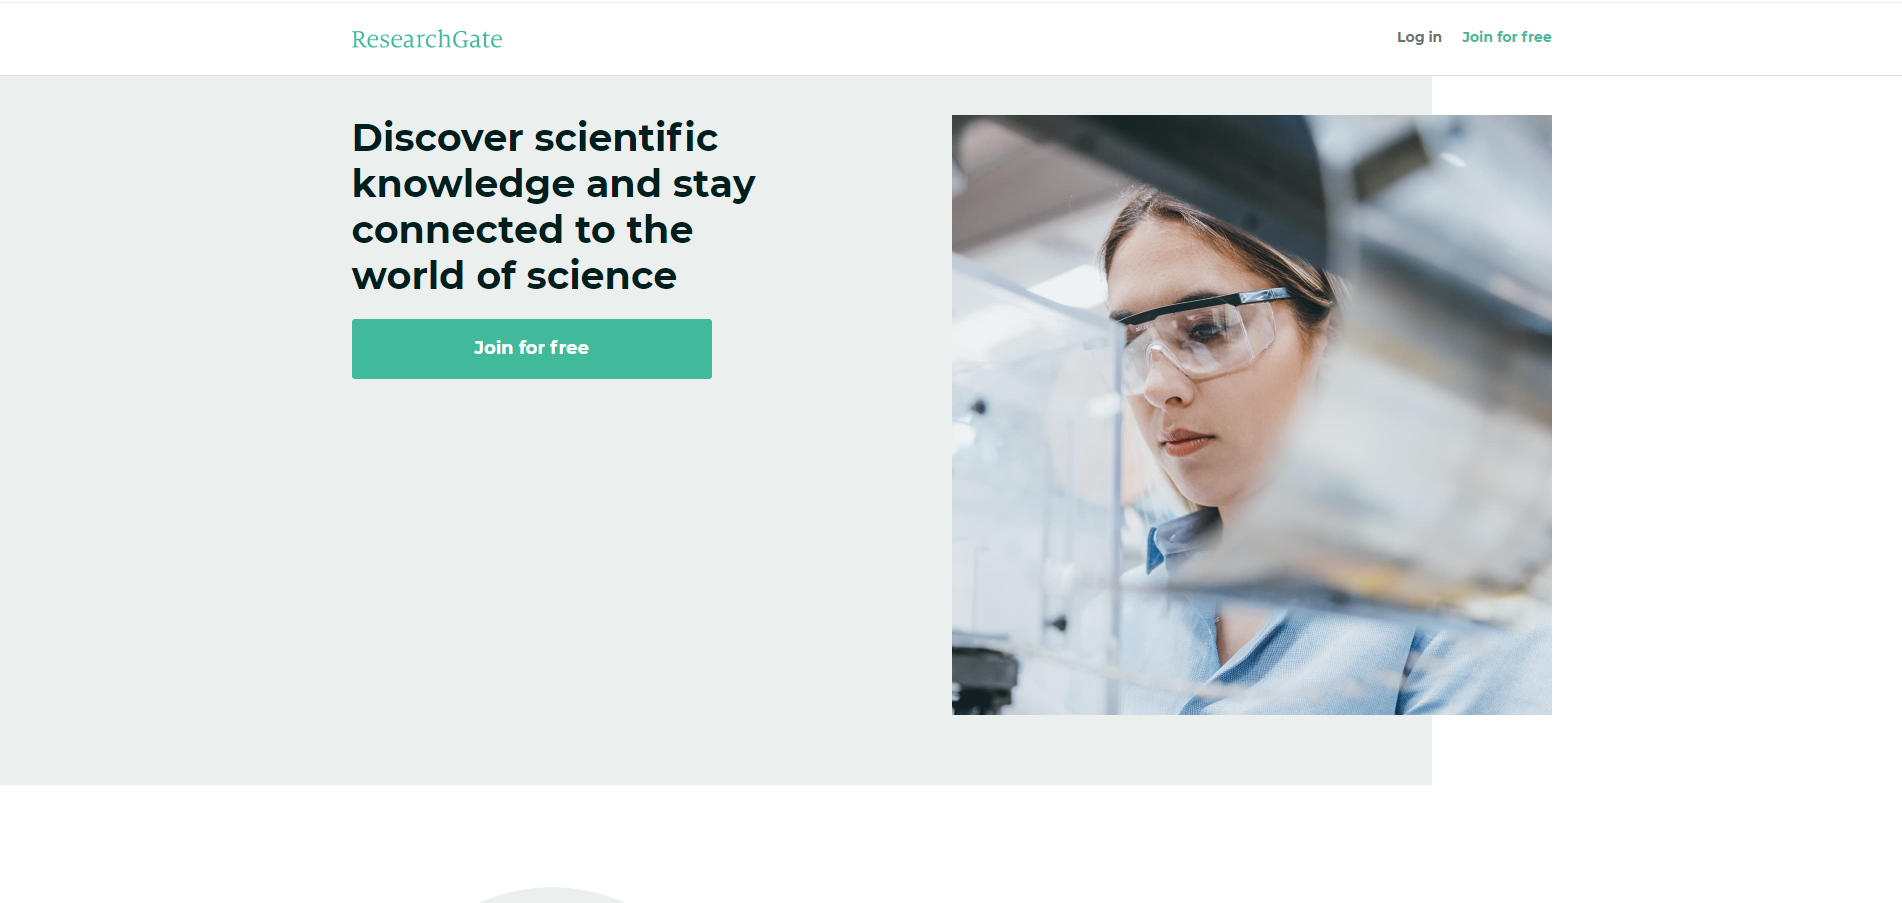 ResearchGate
Log in
Join for free
Discover scientific
knowledge and stay
connected to the
world of science
Join for free